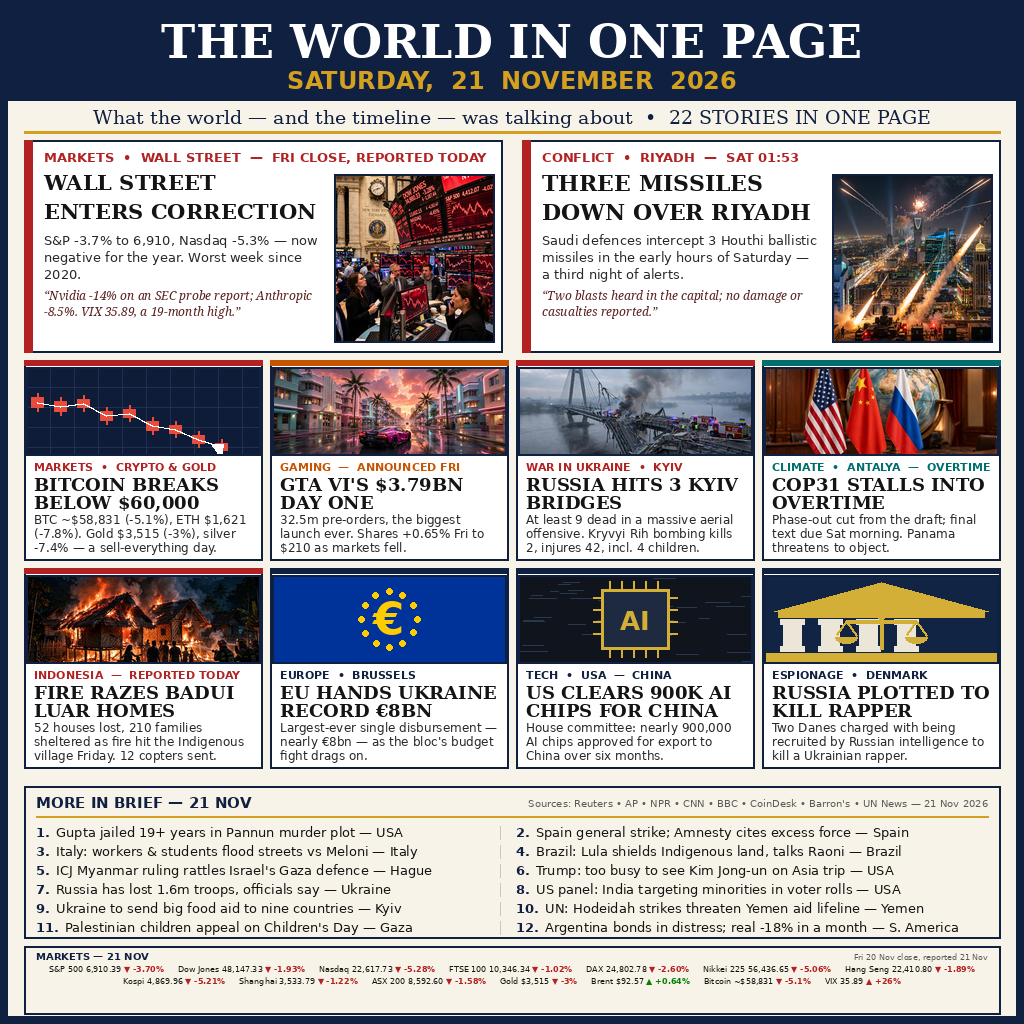 THE WORLD IN ONE PAGE
SATURDAY, 21 NOVEMBER 2026
What the world — and the timeline — was talking about • 22 STORIES IN ONE PAGE
MARKETS • WALL STREET — FRI CLOSE, REPORTED TODAY
WALL STREET
ENTERS CORRECTION
S&P -3.7% to 6,910, Nasdaq -5.3% — now
negative for the year. Worst week since
2020.
“Nvidia -14% on an SEC probe report; Anthropic
-8.5%. VIX 35.89, a 19-month high.”
CONFLICT • RIYADH — SAT 01:53
THREE MISSILES
DOWN OVER RIYADH
Saudi defences intercept 3 Houthi ballistic
missiles in the early hours of Saturday —
a third night of alerts.
“Two blasts heard in the capital; no damage or
casualties reported.”
MARKETS • CRYPTO & GOLD
BITCOIN BREAKS
BELOW $60,000
BTC ~$58,831 (-5.1%), ETH $1,621
(-7.8%). Gold $3,515 (-3%), silver
-7.4% — a sell-everything day.
GAMING — ANNOUNCED FRI
GTA VI'S $3.79BN
DAY ONE
32.5m pre-orders, the biggest
launch ever. Shares +0.65% Fri to
$210 as markets fell.
WAR IN UKRAINE • KYIV
RUSSIA HITS 3 KYIV
BRIDGES
At least 9 dead in a massive aerial
offensive. Kryvyi Rih bombing kills
2, injures 42, incl. 4 children.
CLIMATE • ANTALYA — OVERTIME
COP31 STALLS INTO
OVERTIME
Phase-out cut from the draft; final
text due Sat morning. Panama
threatens to object.
INDONESIA — REPORTED TODAY
FIRE RAZES BADUI
LUAR HOMES
52 houses lost, 210 families
sheltered as fire hit the Indigenous
village Friday. 12 copters sent.
€
EUROPE • BRUSSELS
EU HANDS UKRAINE
RECORD €8BN
Largest-ever single disbursement —
nearly €8bn — as the bloc's budget
fight drags on.
AI
TECH • USA — CHINA
US CLEARS 900K AI
CHIPS FOR CHINA
House committee: nearly 900,000
AI chips approved for export to
China over six months.
ESPIONAGE • DENMARK
RUSSIA PLOTTED TO
KILL RAPPER
Two Danes charged with being
recruited by Russian intelligence to
kill a Ukrainian rapper.
MORE IN BRIEF — 21 NOV
Sources: Reuters • AP • NPR • CNN • BBC • CoinDesk • Barron's • UN News — 21 Nov 2026
1. Gupta jailed 19+ years in Pannun murder plot — USA
2. Spain general strike; Amnesty cites excess force — Spain
3. Italy: workers & students flood streets vs Meloni — Italy
4. Brazil: Lula shields Indigenous land, talks Raoni — Brazil
5. ICJ Myanmar ruling rattles Israel's Gaza defence — Hague
6. Trump: too busy to see Kim Jong-un on Asia trip — USA
7. Russia has lost 1.6m troops, officials say — Ukraine
8. US panel: India targeting minorities in voter rolls — USA
9. Ukraine to send big food aid to nine countries — Kyiv
10. UN: Hodeidah strikes threaten Yemen aid lifeline — Yemen
11. Palestinian children appeal on Children's Day — Gaza
12. Argentina bonds in distress; real -18% in a month — S. America
MARKETS — 21 NOV
Fri 20 Nov close, reported 21 Nov
S&P 500 6,910.39 ▼ -3.70% Dow Jones 48,147.33 ▼ -1.93% Nasdaq 22,617.73 ▼ -5.28% FTSE 100 10,346.34 ▼ -1.02% DAX 24,802.78 ▼ -2.60% Nikkei 225 56,436.65 ▼ -5.06% Hang Seng 22,410.80 ▼ -1.89%
Kospi 4,869.96 ▼ -5.21% Shanghai 3,533.79 ▼ -1.22% ASX 200 8,592.60 ▼ -1.58% Gold $3,515 ▼ -3% Brent $92.57 ▲ +0.64% Bitcoin ~$58,831 ▼ -5.1% VIX 35.89 ▲ +26%